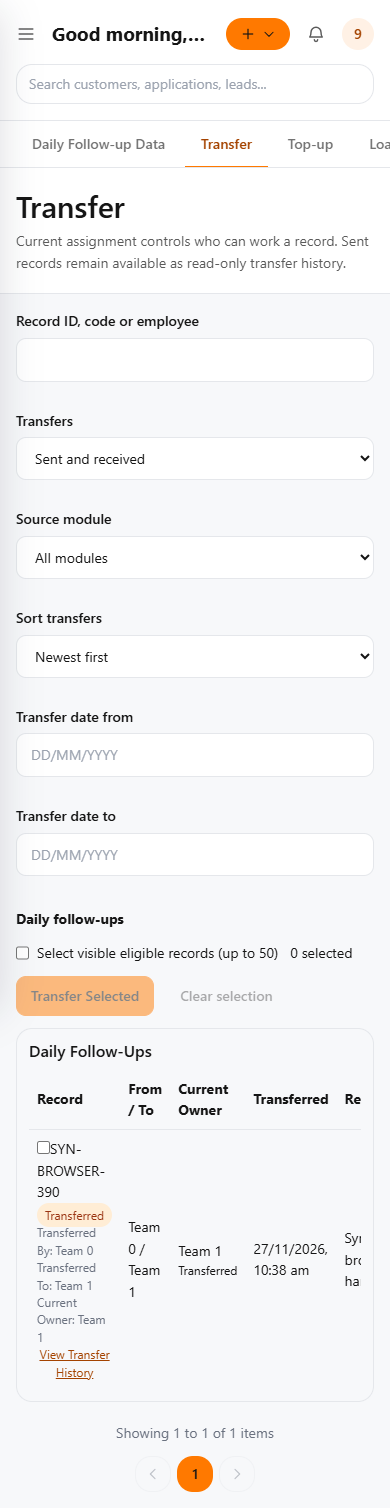 Good morning,...
9
Search customers, applications, leads...
Daily Follow-up Data Transfer Top-up Loa
Transfer
Current assignment controls who can work a record. Sent
records remain available as read-only transfer history.
Record ID, code or employee
Transfers
Sent and received
Source module
All modules
Sort transfers
Newest first
Transfer date from
DD/MM/YYYY
Transfer date to
DD/MM/YYYY
Daily follow-ups
Select visible eligible records (up to 50) 0 selected
Transfer Selected Clear selection
Daily Follow-Ups
Record From / To Current Owner Transferred Re
SYN-
BROWSER-
390
Transferred
Transferred
By: Team 0
Transferred
To: Team 1
Current
Owner: Team
1
View Transfer
History
Team
0 /
Team
1
Team 1
Transferred
27/11/2026,
10:38 am
Syn
bro
ha
Showing 1 to 1 of 1 items
1